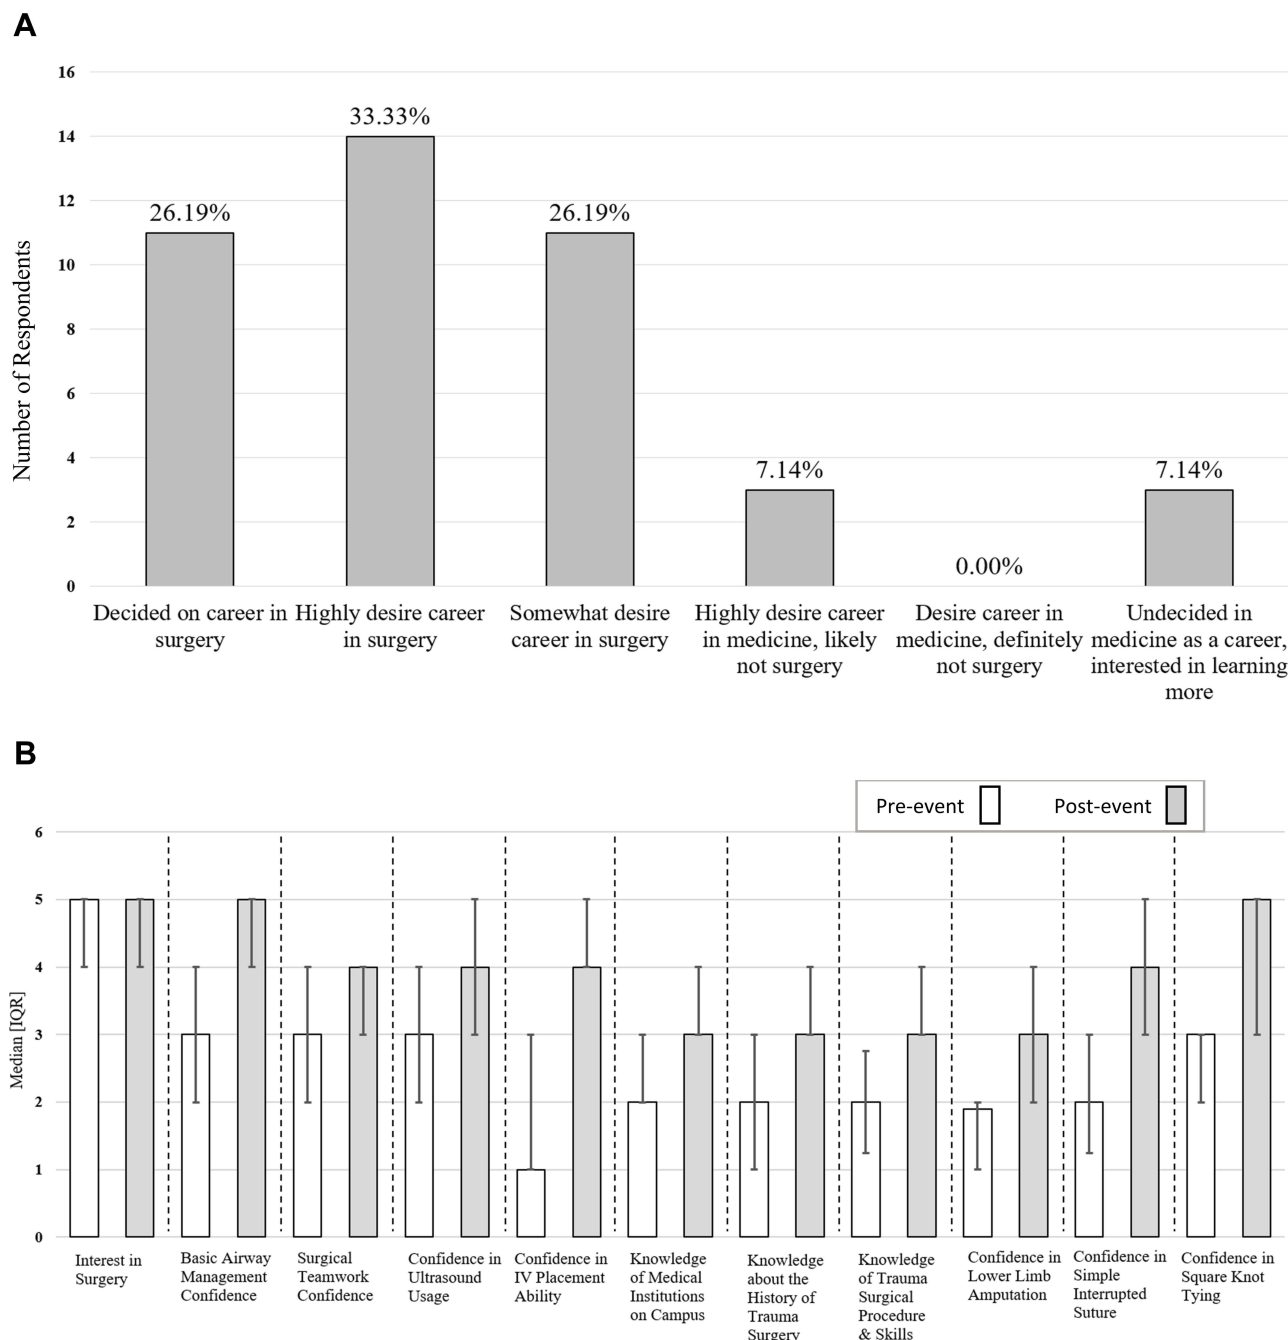 A
16
14
12
10
8
6
4
2
0
Number of Respondents
26.19%
33.33%
26.19%
7.14%
0.00%
7.14%
Decided on career in
surgery
Highly desire career
in surgery
Somewhat desire
career in surgery
Highly desire career
in medicine, likely
not surgery
Desire career in
medicine, definitely
not surgery
Undecided in
medicine as a career,
interested in learning
more
B
Pre-event
Post-event
6
5
4
3
2
1
0
Median [IQR]
Interest in
Surgery
Basic Airway
Management
Confidence
Surgical
Teamwork
Confidence
Confidence in
Ultrasound
Usage
Confidence in
IV Placement
Ability
Knowledge
of Medical
Institutions
on Campus
Knowledge
about the
History of
Trauma
Surgery
Knowledge
of Trauma
Surgical
Procedure
& Skills
Confidence in
Lower Limb
Amputation
Confidence in
Simple
Interrupted
Suture
Confidence in
Square Knot
Tying